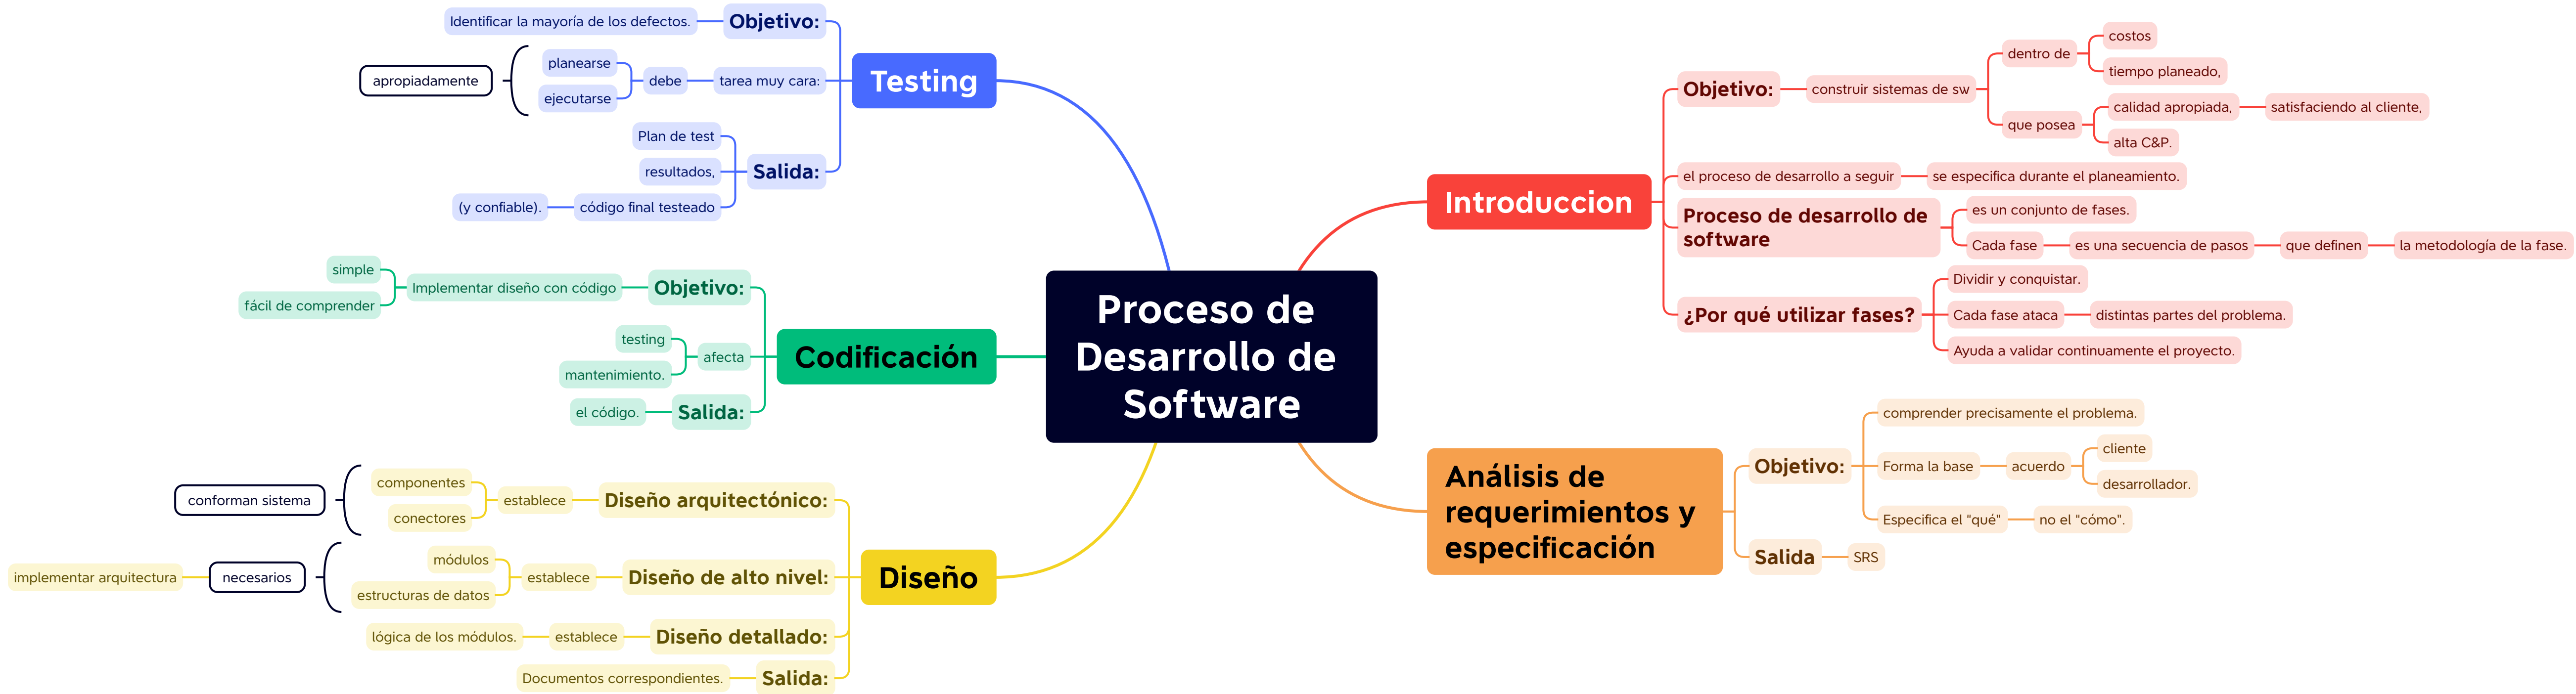 Proceso de
Desarrollo de
Software
Introduccion
Objetivo:
construir sistemas de sw
dentro de
costos
tiempo planeado,
que posea
calidad apropiada,
satisfaciendo al cliente,
alta C&P.
el proceso de desarrollo a seguir
se especifica durante el planeamiento.
Proceso de desarrollo de
software
es un conjunto de fases.
Cada fase
es una secuencia de pasos
que definen
la metodología de la fase.
¿Por qué utilizar fases?
Dividir y conquistar.
Cada fase ataca
distintas partes del problema.
Ayuda a validar continuamente el proyecto.
Análisis de
requerimientos y
especificación
Objetivo:
comprender precisamente el problema.
Forma la base
acuerdo
cliente
desarrollador.
Especifica el "qué"
no el "cómo".
Salida
SRS
Diseño
Diseño arquitectónico:
establece
componentes
conectores
conforman sistema
Diseño de alto nivel:
establece
módulos
estructuras de datos
necesarios
implementar arquitectura
Diseño detallado:
establece
lógica de los módulos.
Salida:
Documentos correspondientes.
Codificación
Objetivo:
Implementar diseño con código
simple
fácil de comprender
afecta
testing
mantenimiento.
Salida:
el código.
Testing
Objetivo:
Identificar la mayoría de los defectos.
tarea muy cara:
debe
planearse
ejecutarse
apropiadamente
Salida:
Plan de test
resultados,
código final testeado
(y confiable).